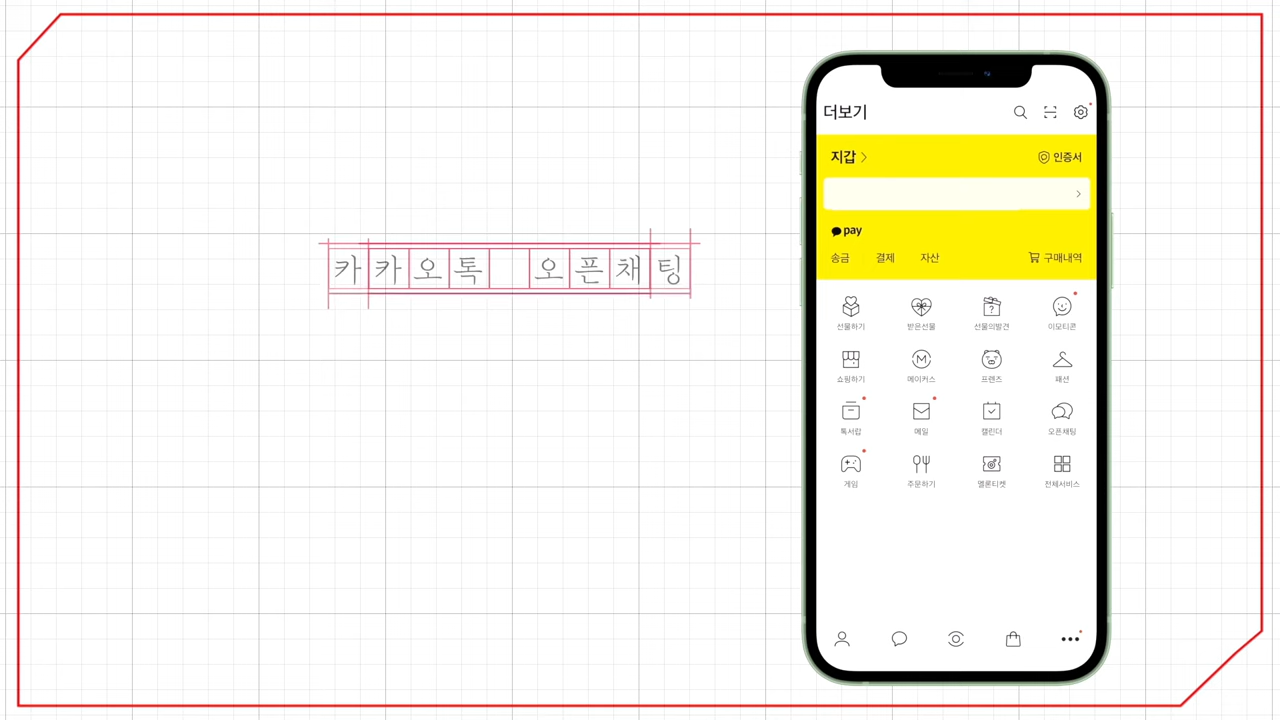 카카오톡 오픈채팅
더보기
지갑
인증서
pay
송금 결제 자산 구매내역
선물하기 받은선물 선물의발견 이모티콘
쇼핑하기 메이커스 프렌즈 패션
톡서랍 메일 캘린더 오픈채팅
게임 주문하기 멜론티켓 전체서비스